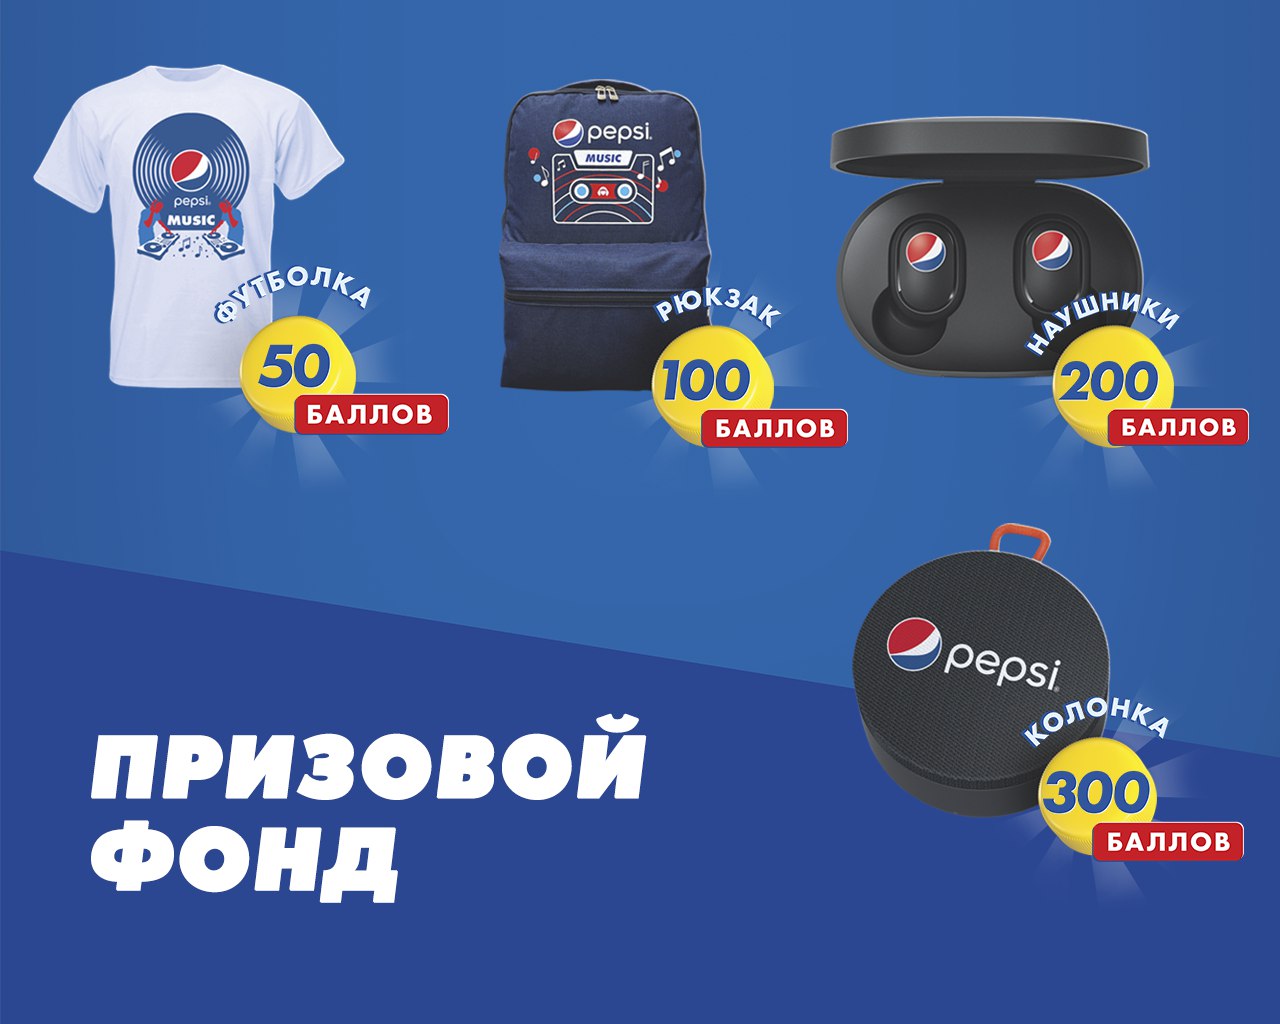 pepsi
MUSIC
ФУТБОЛКА
50
БАЛЛОВ
pepsi
MUSIC
РЮКЗАК
100
БАЛЛОВ
НАУШНИКИ
200
БАЛЛОВ
pepsi
КОЛОНКА
300
БАЛЛОВ
ПРИЗОВОЙ
ФОНД